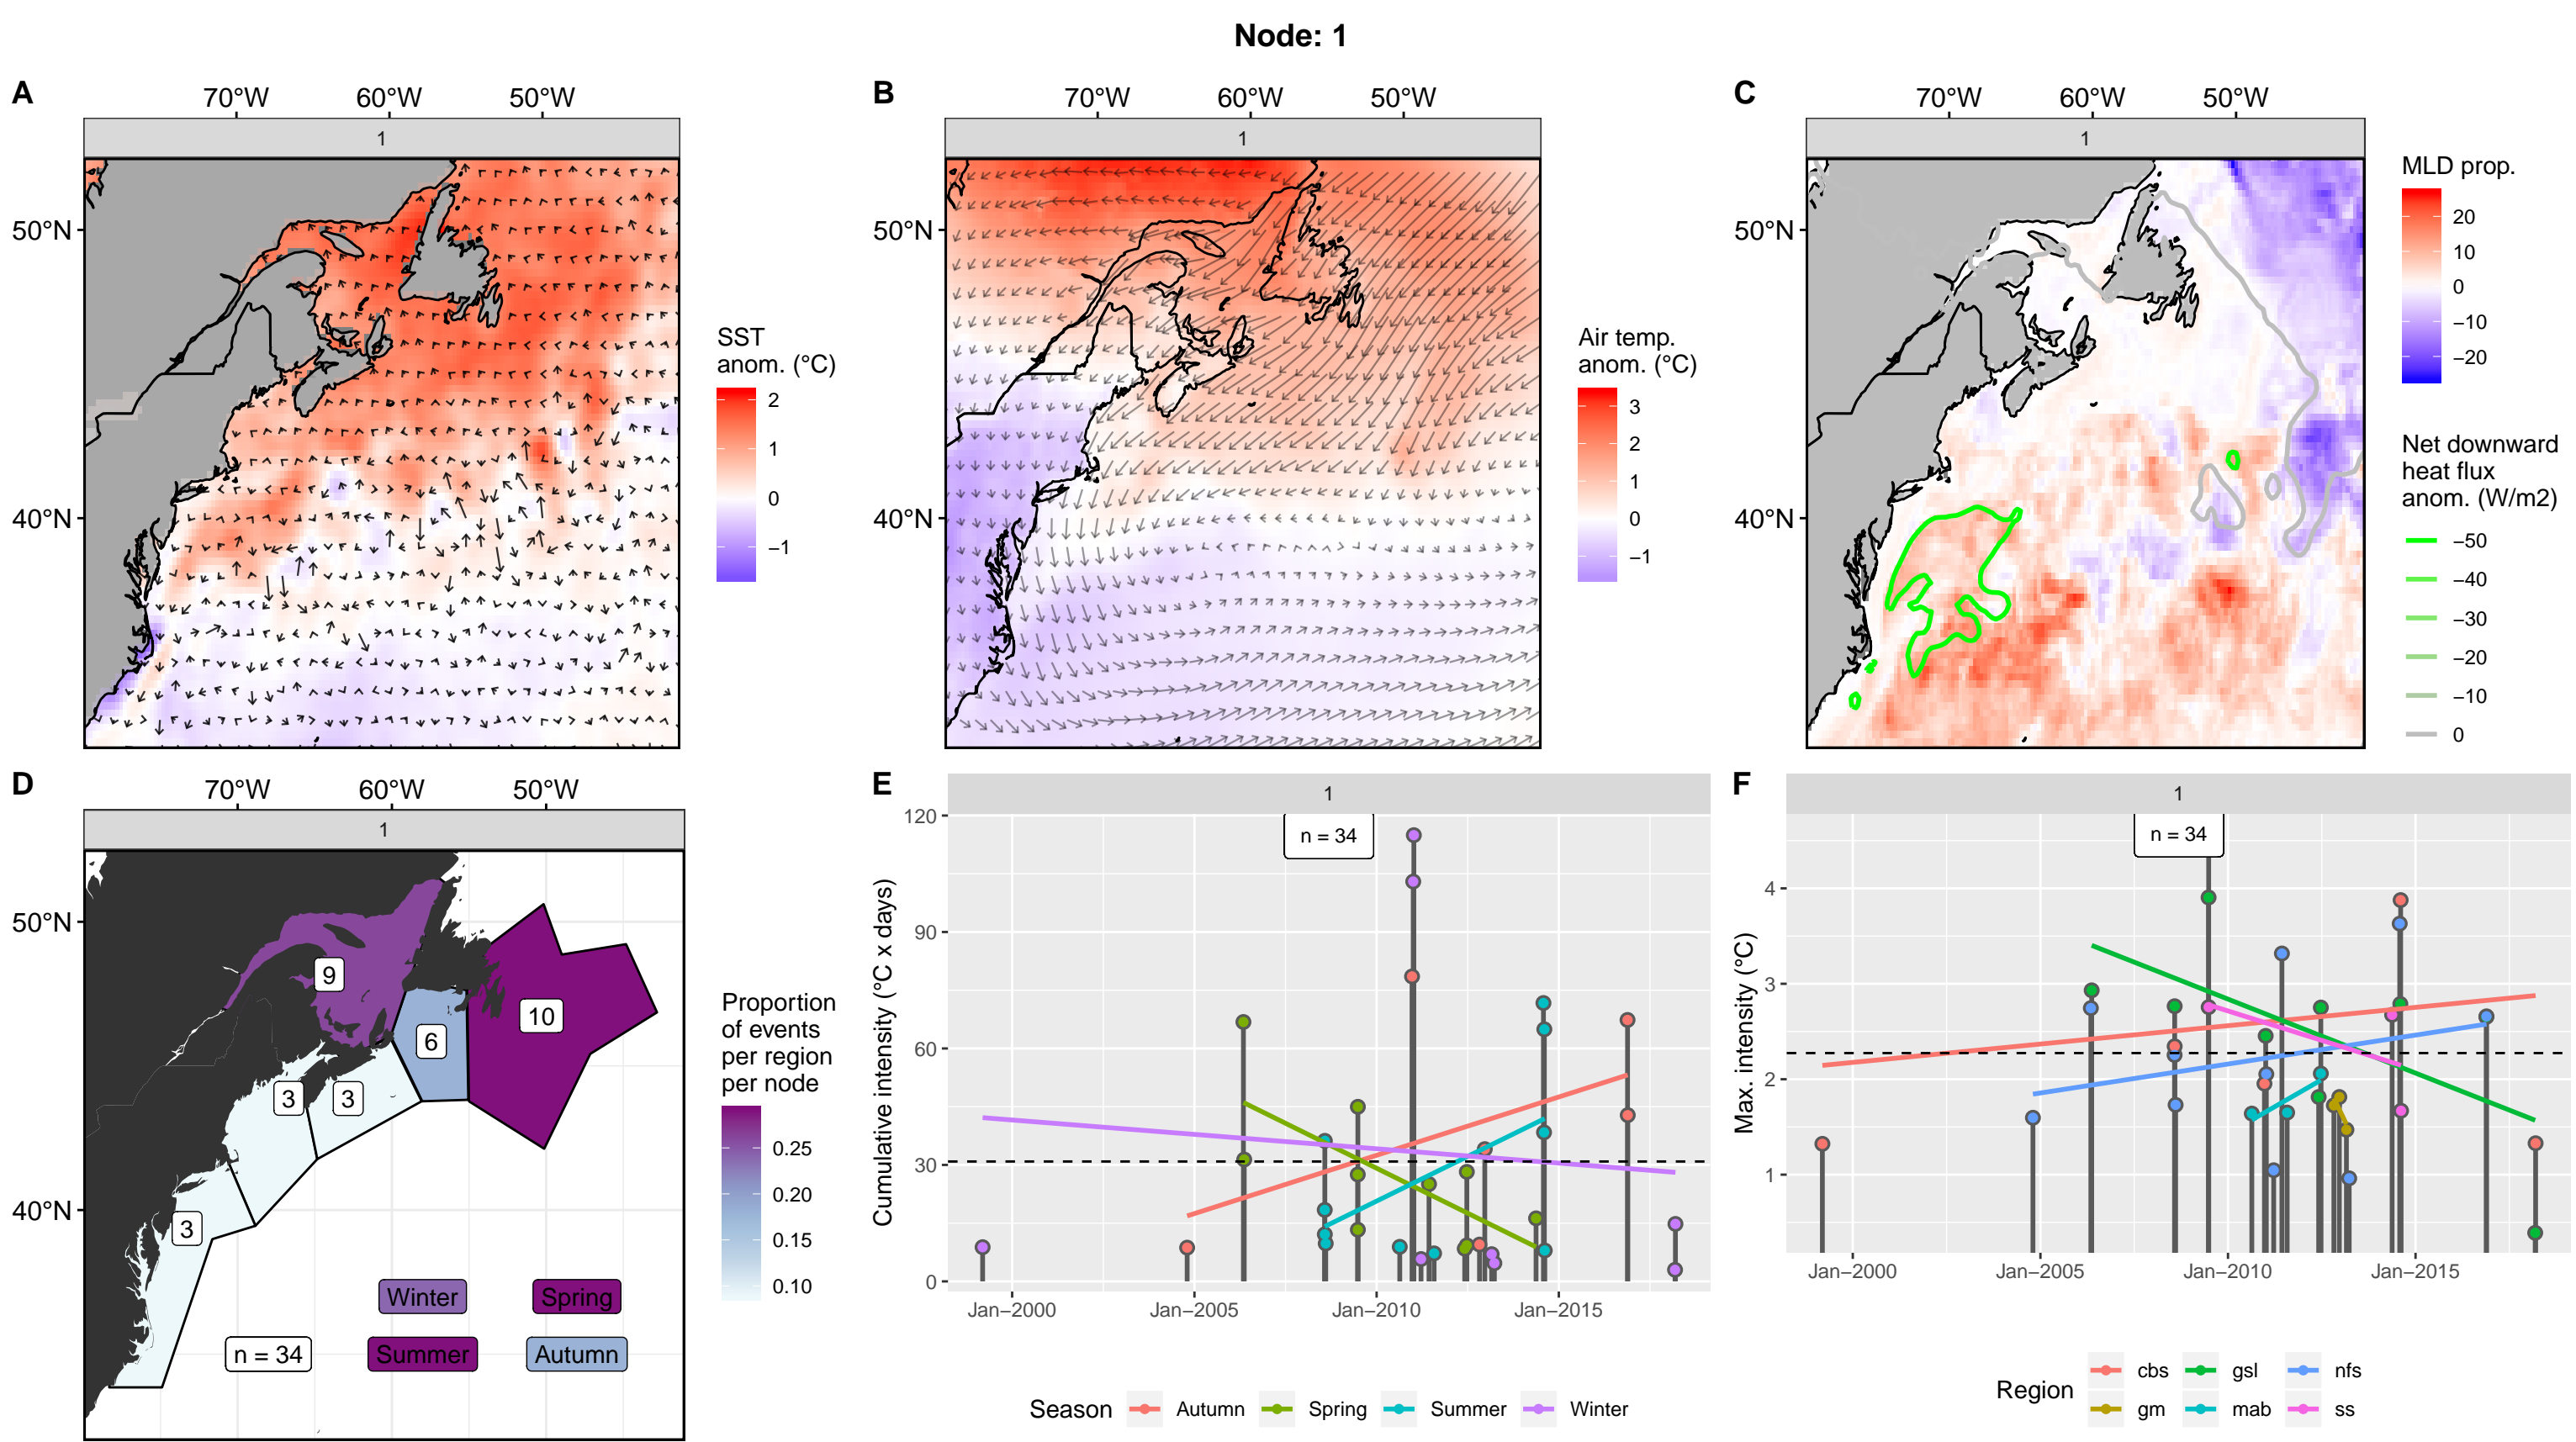 Node: 1
A
70°W 60°W 50°W
1
50°N
40°N
SST
anom. (°C)
2
1
0
−1
B
70°W 60°W 50°W
1
50°N
40°N
Air temp.
anom. (°C)
3
2
1
0
−1
C
70°W 60°W 50°W
1
50°N
40°N
MLD prop.
20
10
0
−10
−20
Net downward
heat flux
anom. (W/m2)
−50
−40
−30
−20
−10
0
D
70°W 60°W 50°W
1
50°N
40°N
9
10
6
3
3
3
Winter Spring
n = 34 Summer Autumn
Proportion
of events
per region
per node
0.25
0.20
0.15
0.10
E
1
n = 34
Cumulative intensity (°C x days)
120
90
60
30
0
Jan−2000 Jan−2005 Jan−2010 Jan−2015
Season Autumn Spring Summer Winter
F
1
n = 34
Max. intensity (°C)
4
3
2
1
Jan−2000 Jan−2005 Jan−2010 Jan−2015
Region
cbs gsl nfs
gm mab ss